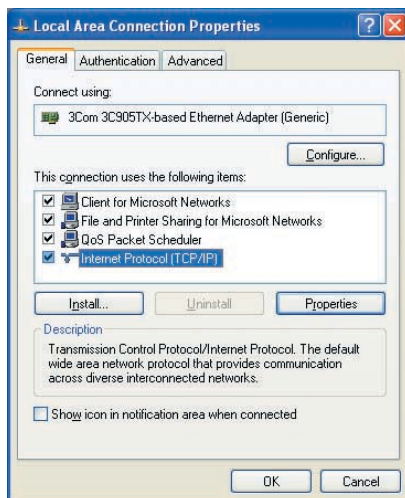 Local Area Connection Properties
General Authentication Advanced
Connect using:
3Com 3C905TX-based Ethernet Adapter (Generic)
Configure...
This connection uses the following items:
Client for Microsoft Networks
File and Printer Sharing for Microsoft Networks
QoS Packet Scheduler
Internet Protocol (TCP/IP)
Install... Uninstall Properties
Description
Transmission Control Protocol/Internet Protocol. The default
wide area network protocol that provides communication
across diverse interconnected networks.
Show icon in notification area when connected
OK Cancel